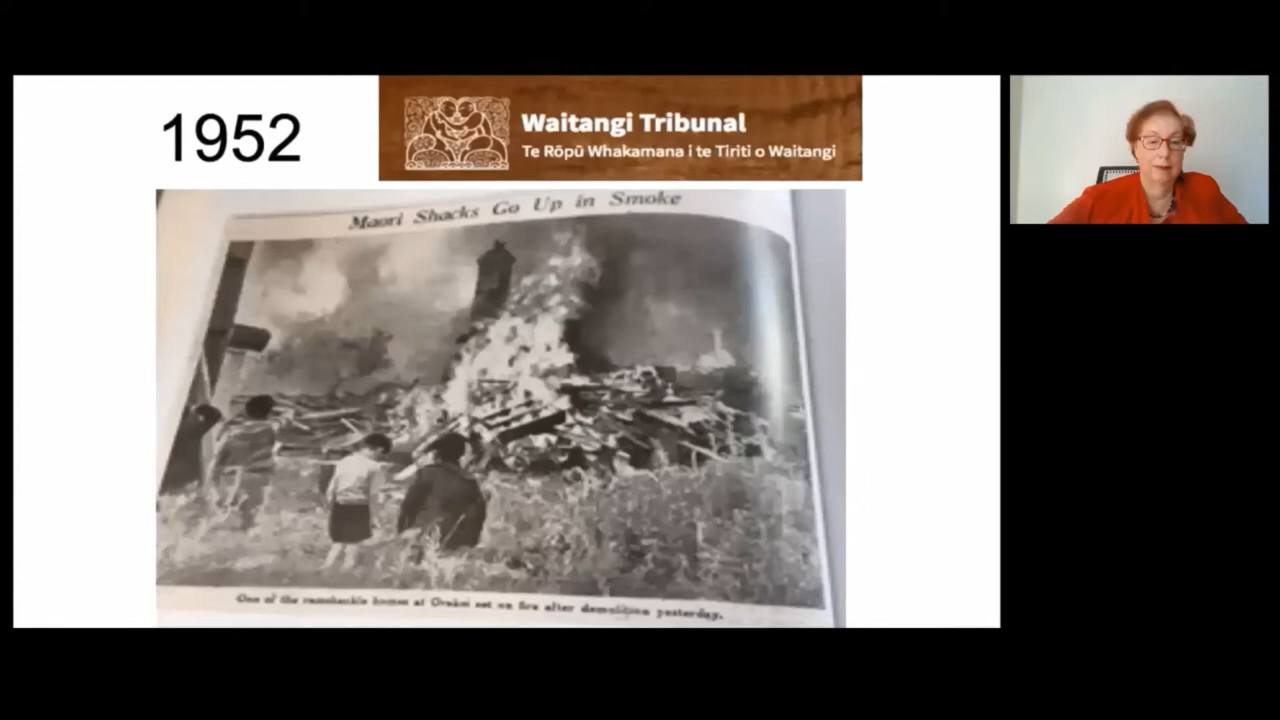 1952
Waitangi Tribunal
Te Rōpū Whakamana i te Tiriti o Waitangi
Maori Shacks Go Up in Smoke
One of the ramshackle homes at Orakei set on fire after demolition yesterday.